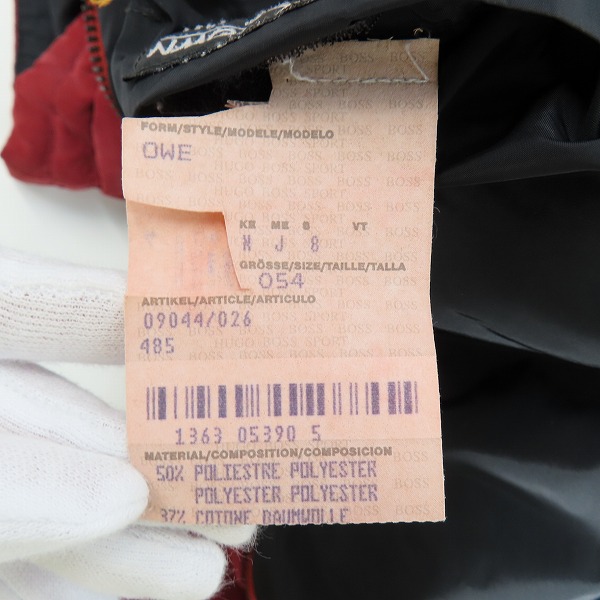 FORM/STYLE/MODELE/MODELO
OWE
KE ME S VT
N J 8
GRÖSSE/SIZE/TAILLE/TALLA
054
ARTIKEL/ARTICLE/ARTICULO
09044/026
485
1363 05390 5
MATERIAL/COMPOSITION/COMPOSICION
50% POLIESTRE POLYESTER
POLYESTER POLYESTER
37% COTONE BAUMWOLLE